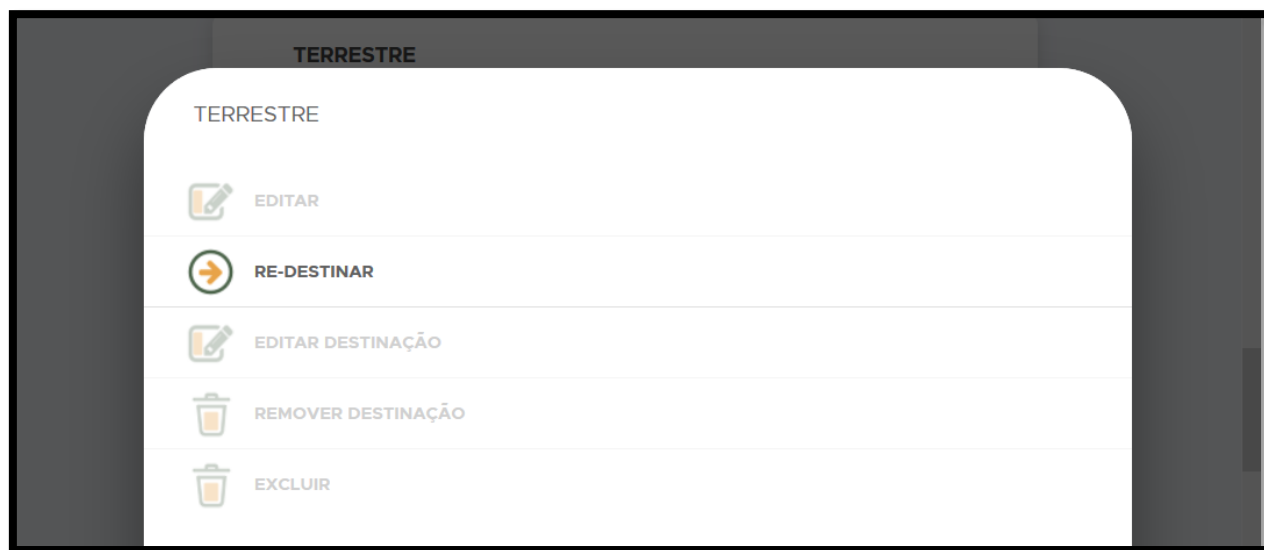 TERRESTRE
TERRESTRE
EDITAR
RE-DESTINAR
EDITAR DESTINAÇÃO
REMOVER DESTINAÇÃO
EXCLUIR